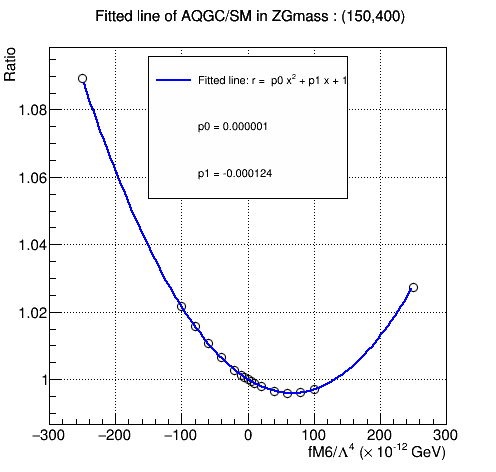 Fitted line of AQGC/SM in ZGmass : (150,400)
Ratio
Fitted line: r = p0 x² + p1 x + 1
p0 = 0.000001
p1 = -0.000124
1.08
1.06
1.04
1.02
1
−300 −200 −100 0 100 200 300
fM6/Λ⁴ (× 10⁻¹² GeV)